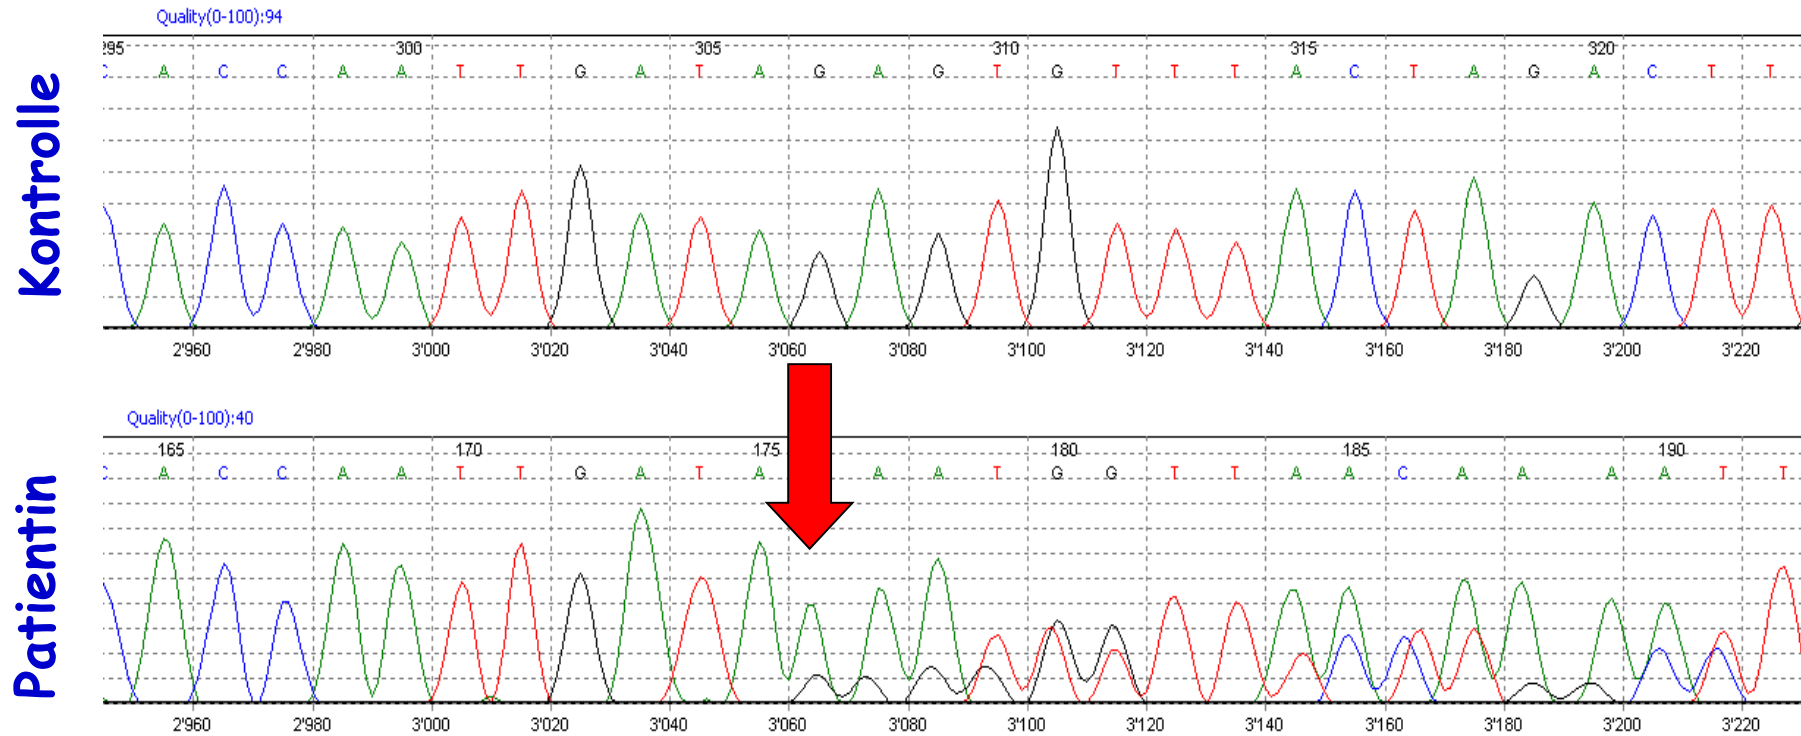 Quality(0-100):94
295 300 305 310 315 320
C A C C A A T T G A T A G A G T G T T T A C T A G A C T T
Kontrolle
2'960 2'980 3'000 3'020 3'040 3'060 3'080 3'100 3'120 3'140 3'160 3'180 3'200 3'220
Quality(0-100):40
165 170 175 180 185 190
C A C C A A T T G A T A A A T G G T T A A C A A A A T T
Patientin
2'960 2'980 3'000 3'020 3'040 3'060 3'080 3'100 3'120 3'140 3'160 3'180 3'200 3'220